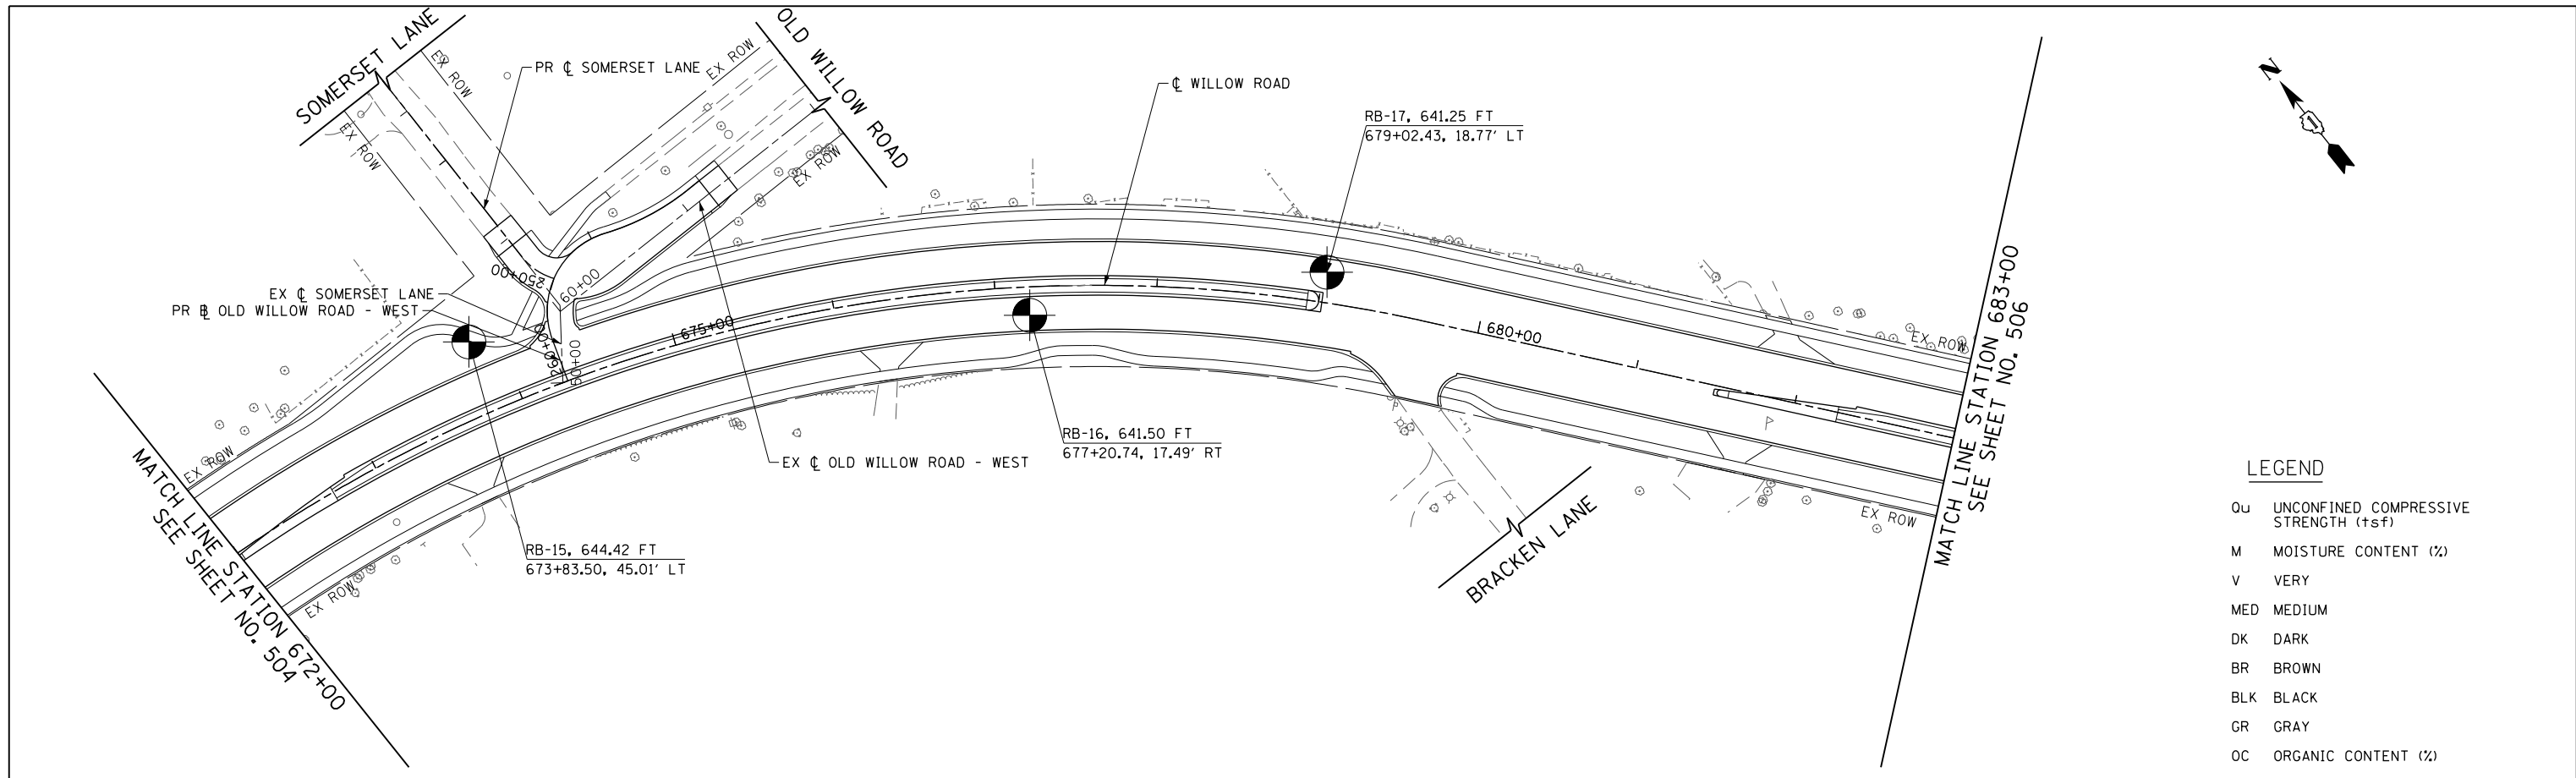 SOMERSET LANE
OLD WILLOW ROAD
EX ROW
EX ROW
EX ROW
EX ROW
PR ℄ SOMERSET LANE
℄ WILLOW ROAD
N
RB-17, 641.25 FT
679+02.43, 18.77' LT
250+00
60+00
EX ℄ SOMERSET LANE
PR B OLD WILLOW ROAD - WEST
50+00
675+00
680+00
MATCH LINE STATION 683+00
SEE SHEET NO. 506
EX ROW
EX ROW
RB-16, 641.50 FT
677+20.74, 17.49' RT
EX ℄ OLD WILLOW ROAD - WEST
EX ROW
EX ROW
MATCH LINE STATION 672+00
SEE SHEET NO. 504
RB-15, 644.42 FT
673+83.50, 45.01' LT
BRACKEN LANE
P
LEGEND
Qu UNCONFINED COMPRESSIVE
STRENGTH (tsf)
M MOISTURE CONTENT (%)
V VERY
MED MEDIUM
DK DARK
BR BROWN
BLK BLACK
GR GRAY
OC ORGANIC CONTENT (%)